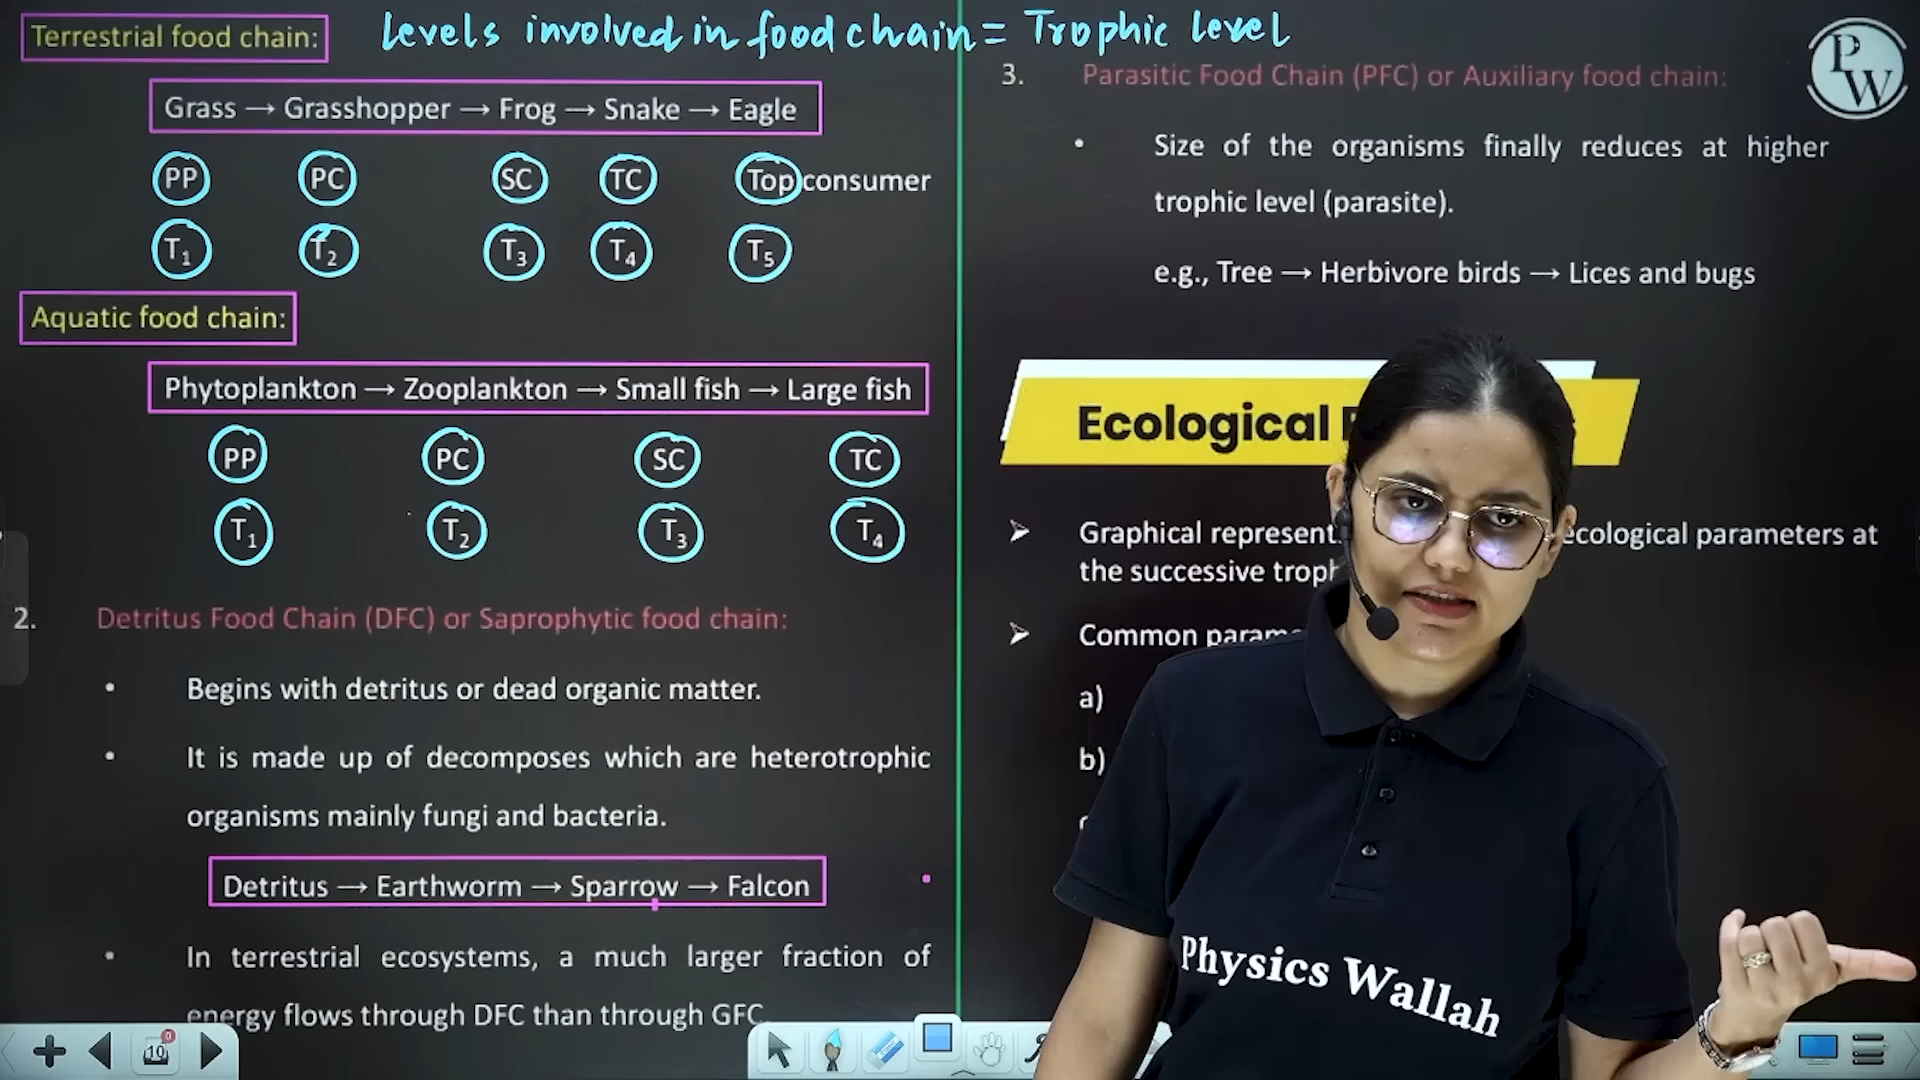 Levels involved in food chain = Trophic level
Terrestrial food chain:
Grass → Grasshopper → Frog → Snake → Eagle
PP PC SC TC Top consumer
T1 T2 T3 T4 T5
Aquatic food chain:
Phytoplankton → Zooplankton → Small fish → Large fish
PP PC SC TC
T1 T2 T3 T4
2. Detritus Food Chain (DFC) or Saprophytic food chain:
• Begins with detritus or dead organic matter.
• It is made up of decomposes which are heterotrophic
organisms mainly fungi and bacteria.
Detritus → Earthworm → Sparrow → Falcon
• In terrestrial ecosystems, a much larger fraction of
energy flows through DFC than through GFC.
3. Parasitic Food Chain (PFC) or Auxiliary food chain:
• Size of the organisms finally reduces at higher
trophic level (parasite).
e.g., Tree → Herbivore birds → Lices and bugs
Ecological
Graphical ecological parameters at
the successive
Common
a)
b)
PW
Physics Wallah
10
0